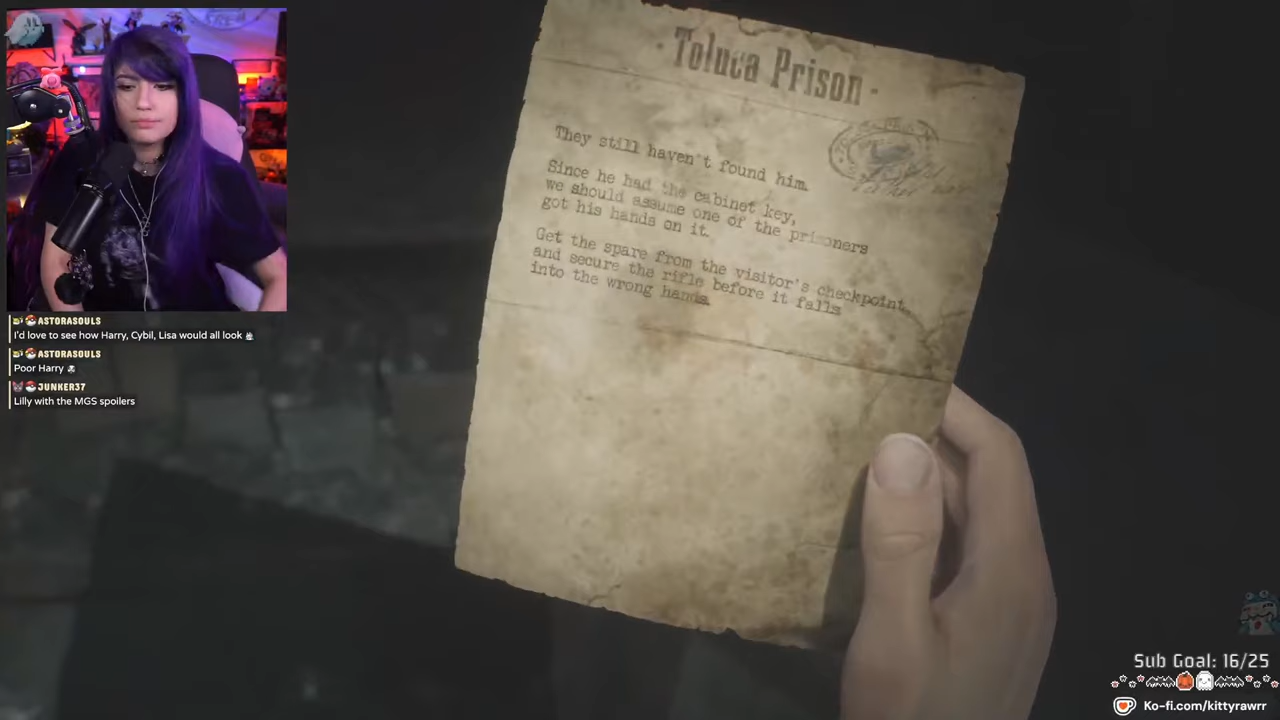 · Toluca Prison ·
They still haven't found him.
Since he had the cabinet key,
we should assume one of the prisoners
got his hands on it.
Get the spare from the visitor's checkpoint
and secure the rifle before it falls
into the wrong hands.
ASTORASOULS
I'd love to see how Harry, Cybil, Lisa would all look
ASTORASOULS
Poor Harry
JUNKER37
Lilly with the MGS spoilers
Sub Goal: 16/25
Ko-fi.com/kittyrawrr